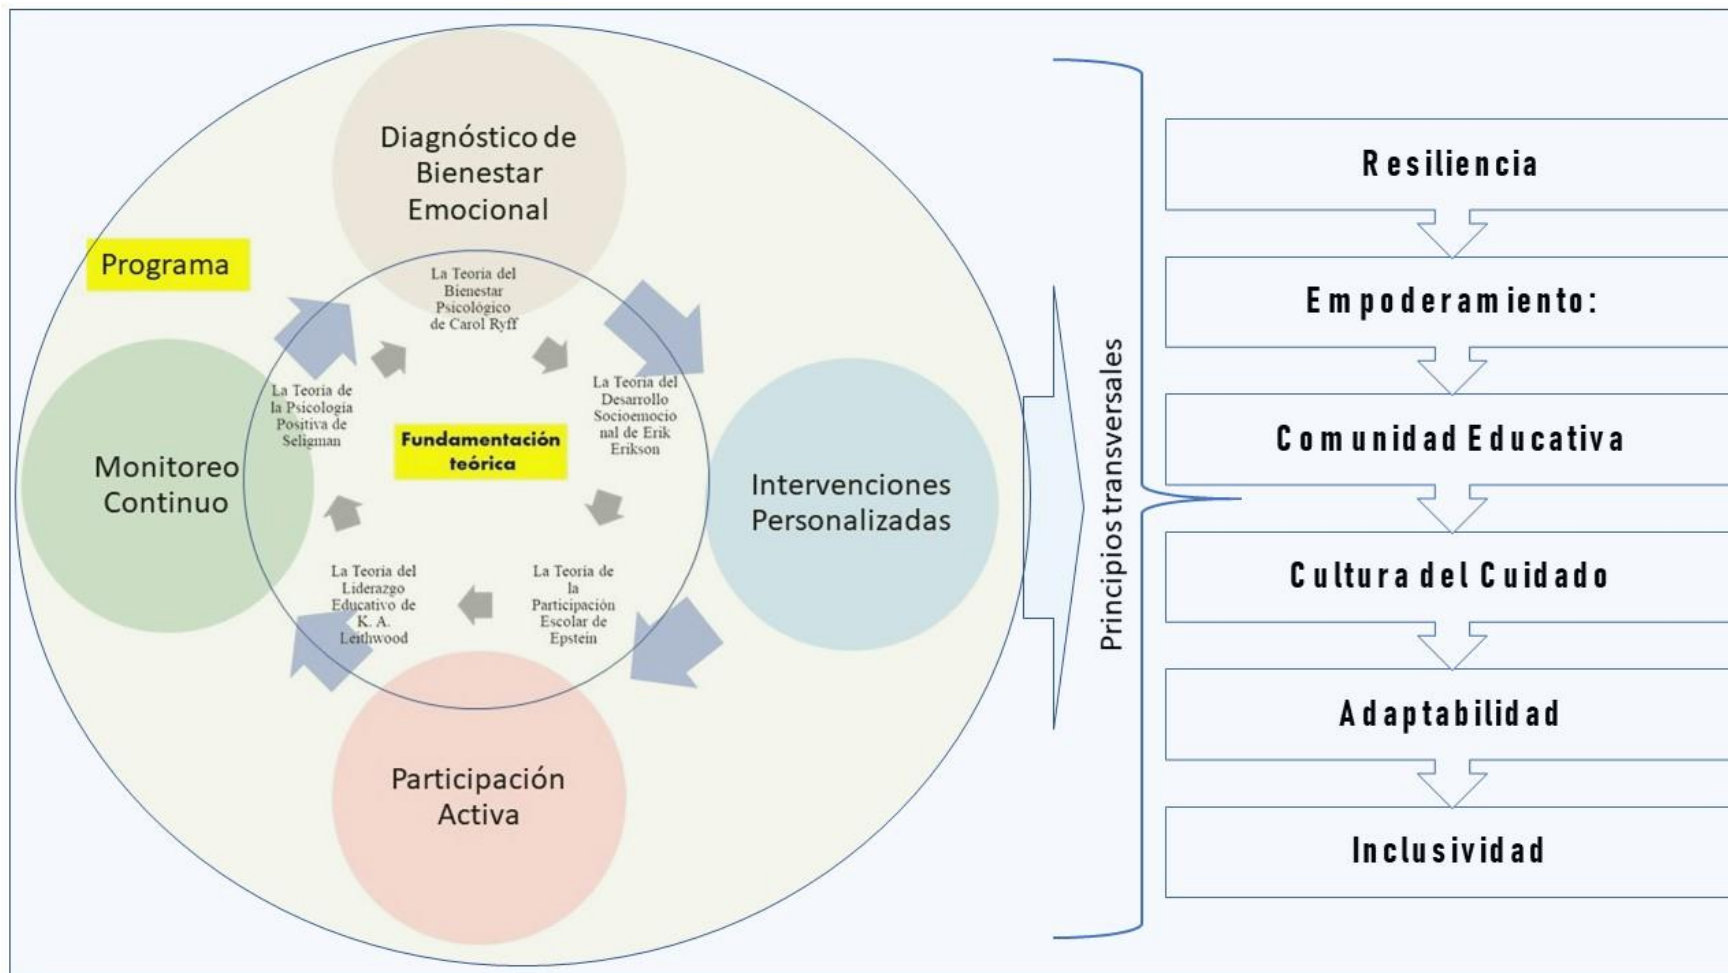 Diagnóstico de
Bienestar
Emocional
Programa
La Teoría del
Bienestar
Psicológico
de Carol Ryff
La Teoría del
Desarrollo
Socioemocio
nal de Erik
Erikson
La Teoría de
la Psicología
Positiva de
Seligman
Fundamentación
teórica
Monitoreo
Continuo
Intervenciones
Personalizadas
La Teoría del
Liderazgo
Educativo de
K. A.
Leithwood
La Teoría de
la
Participación
Escolar de
Epstein
Participación
Activa
Principios transversales
Resiliencia
Empoderamiento:
Comunidad Educativa
Cultura del Cuidado
Adaptabilidad
Inclusividad